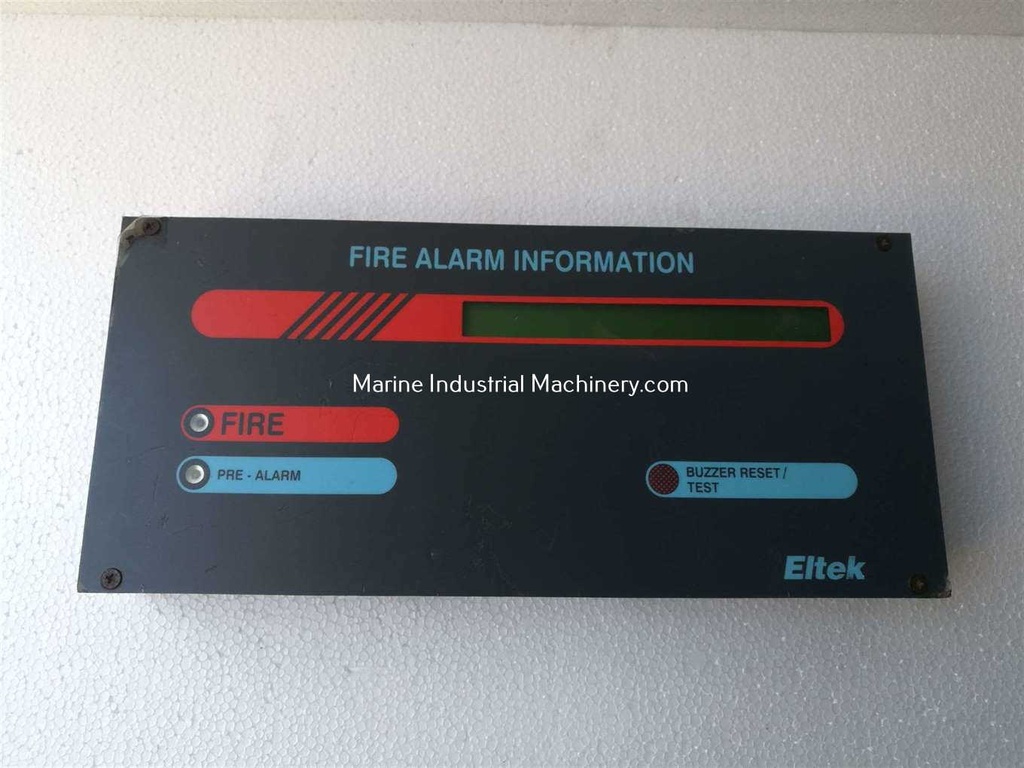 FIRE ALARM INFORMATION
Marine Industrial Machinery.com
FIRE
PRE - ALARM
BUZZER RESET /
TEST
Eltek